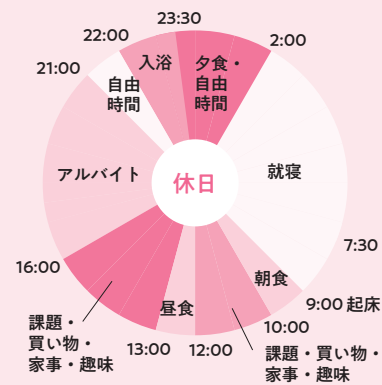 23:30
22:00
2:00
入浴
夕食・
自由
時間
21:00
自由
時間
アルバイト
休日
就寝
7:30
16:00
朝食
9:00 起床
昼食
10:00
課題・
買い物・
家事・趣味
13:00
12:00
課題・買い物・
家事・趣味